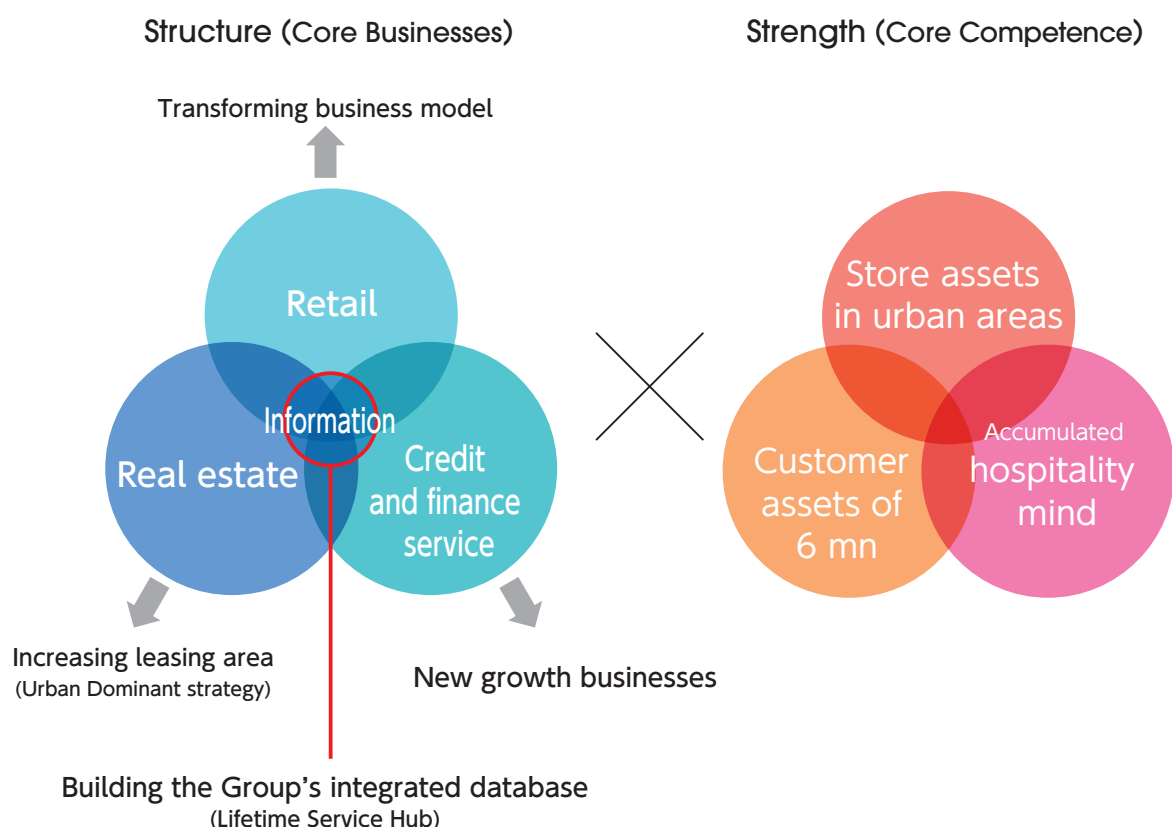 Structure (Core Businesses)
Strength (Core Competence)
Transforming business model
Retail
Information
Real estate
Credit
and finance
service
Store assets
in urban areas
Customer
assets of
6 mn
Accumulated
hospitality
mind
Increasing leasing area
(Urban Dominant strategy)
New growth businesses
Building the Group's integrated database
(Lifetime Service Hub)